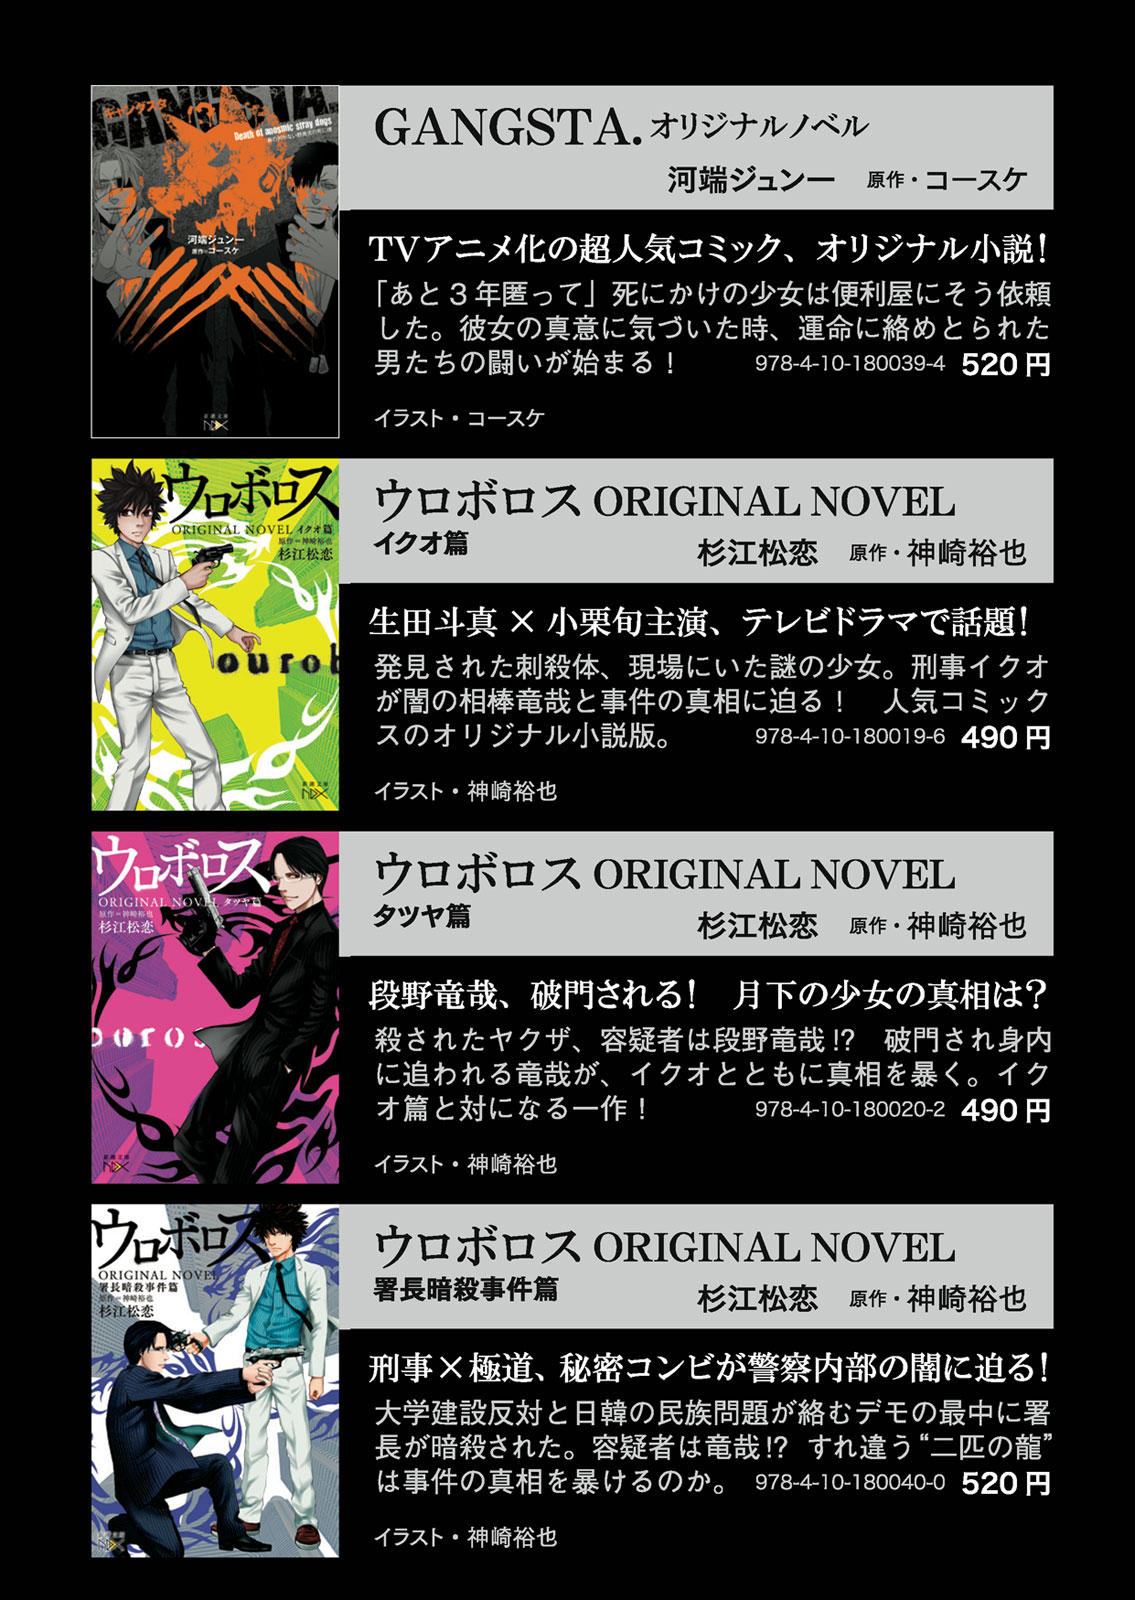 GANGSTA.
ギャングスタ
Death of anosmic stray dogs
河端ジュン一
原作=コースケ
新潮文庫
NEX
GANGSTA. オリジナルノベル
河端ジュン一 原作・コースケ
TVアニメ化の超人気コミック、オリジナル小説!
「あと3年匿って」死にかけの少女は便利屋にそう依頼
した。彼女の真意に気づいた時、運命に絡めとられた
男たちの闘いが始まる! 978-4-10-180039-4 520円
イラスト・コースケ
ウロボロス
ORIGINAL NOVEL イクオ篇
原作=神崎裕也
杉江松恋
ourob
新潮文庫
NEX
ウロボロス ORIGINAL NOVEL
イクオ篇
杉江松恋 原作・神崎裕也
生田斗真×小栗旬主演、テレビドラマで話題!
発見された刺殺体、現場にいた謎の少女。刑事イクオ
が闇の相棒竜哉と事件の真相に迫る! 人気コミック
スのオリジナル小説版。 978-4-10-180019-6 490円
イラスト・神崎裕也
ウロボロス
ORIGINAL NOVEL タツヤ篇
原作=神崎裕也
杉江松恋
oros
新潮文庫
NEX
ウロボロス ORIGINAL NOVEL
タツヤ篇
杉江松恋 原作・神崎裕也
段野竜哉、破門される! 月下の少女の真相は?
殺されたヤクザ、容疑者は段野竜哉!? 破門され身内
に追われる竜哉が、イクオとともに真相を暴く。イク
オ篇と対になる一作! 978-4-10-180020-2 490円
イラスト・神崎裕也
ウロボロス
ORIGINAL NOVEL
署長暗殺事件篇
原作=神崎裕也
杉江松恋
新潮文庫
NEX
ウロボロス ORIGINAL NOVEL
署長暗殺事件篇
杉江松恋 原作・神崎裕也
刑事×極道、秘密コンビが警察内部の闇に迫る!
大学建設反対と日韓の民族問題が絡むデモの最中に署
長が暗殺された。容疑者は竜哉!? すれ違う“二匹の龍”
は事件の真相を暴けるのか。 978-4-10-180040-0 520円
イラスト・神崎裕也